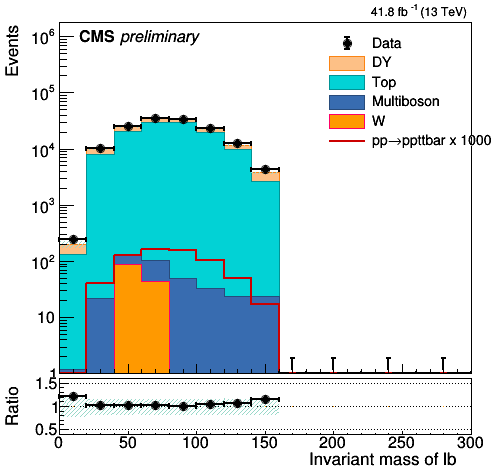 41.8 fb⁻¹ (13 TeV)
CMS preliminary
Events
10⁶
10⁵
10⁴
10³
10²
10
1
Data
DY
Top
Multiboson
W
pp→ppttbar x 1000
Ratio
1.5
1
0.5
0 50 100 150 200 250 300
Invariant mass of lb